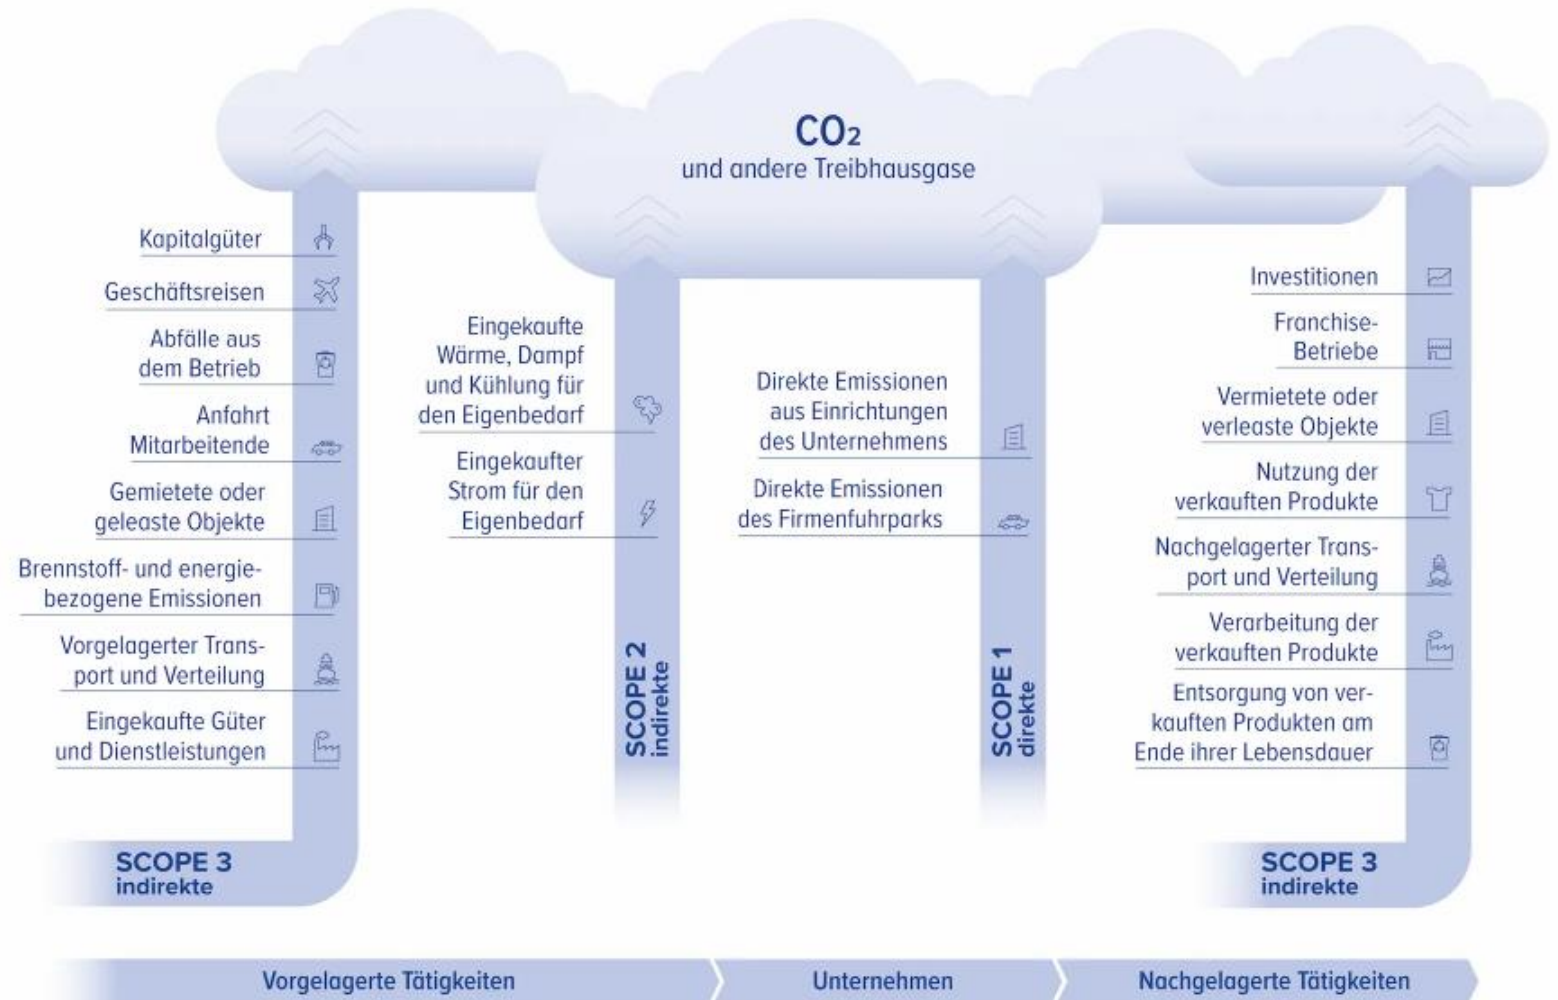 CO₂
und andere Treibhausgase
Kapitalgüter
Geschäftsreisen
Abfälle aus
dem Betrieb
Anfahrt
Mitarbeitende
Gemietete oder
geleaste Objekte
Brennstoff- und energie-
bezogene Emissionen
Vorgelagerter Trans-
port und Verteilung
Eingekaufte Güter
und Dienstleistungen
SCOPE 3
indirekte
Eingekaufte
Wärme, Dampf
und Kühlung für
den Eigenbedarf
Eingekaufter
Strom für den
Eigenbedarf
SCOPE 2
indirekte
Direkte Emissionen
aus Einrichtungen
des Unternehmens
Direkte Emissionen
des Firmenfuhrparks
SCOPE 1
direkte
Investitionen
Franchise-
Betriebe
Vermietete oder
verleaste Objekte
Nutzung der
verkauften Produkte
Nachgelagerter Trans-
port und Verteilung
Verarbeitung der
verkauften Produkte
Entsorgung von ver-
kauften Produkten am
Ende ihrer Lebensdauer
SCOPE 3
indirekte
Vorgelagerte Tätigkeiten
Unternehmen
Nachgelagerte Tätigkeiten